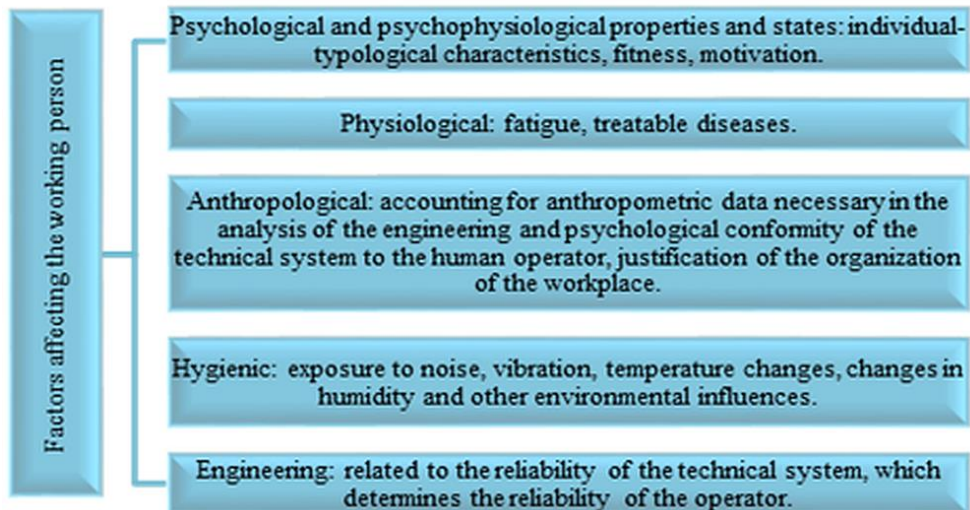 Factors affecting the working person
Psychological and psychophysiological properties and states: individual-
typological characteristics, fitness, motivation.
Physiological: fatigue, treatable diseases.
Anthropological: accounting for anthropometric data necessary in the
analysis of the engineering and psychological conformity of the
technical system to the human operator, justification of the organization
of the workplace.
Hygienic: exposure to noise, vibration, temperature changes, changes in
humidity and other environmental influences.
Engineering: related to the reliability of the technical system, which
determines the reliability of the operator.